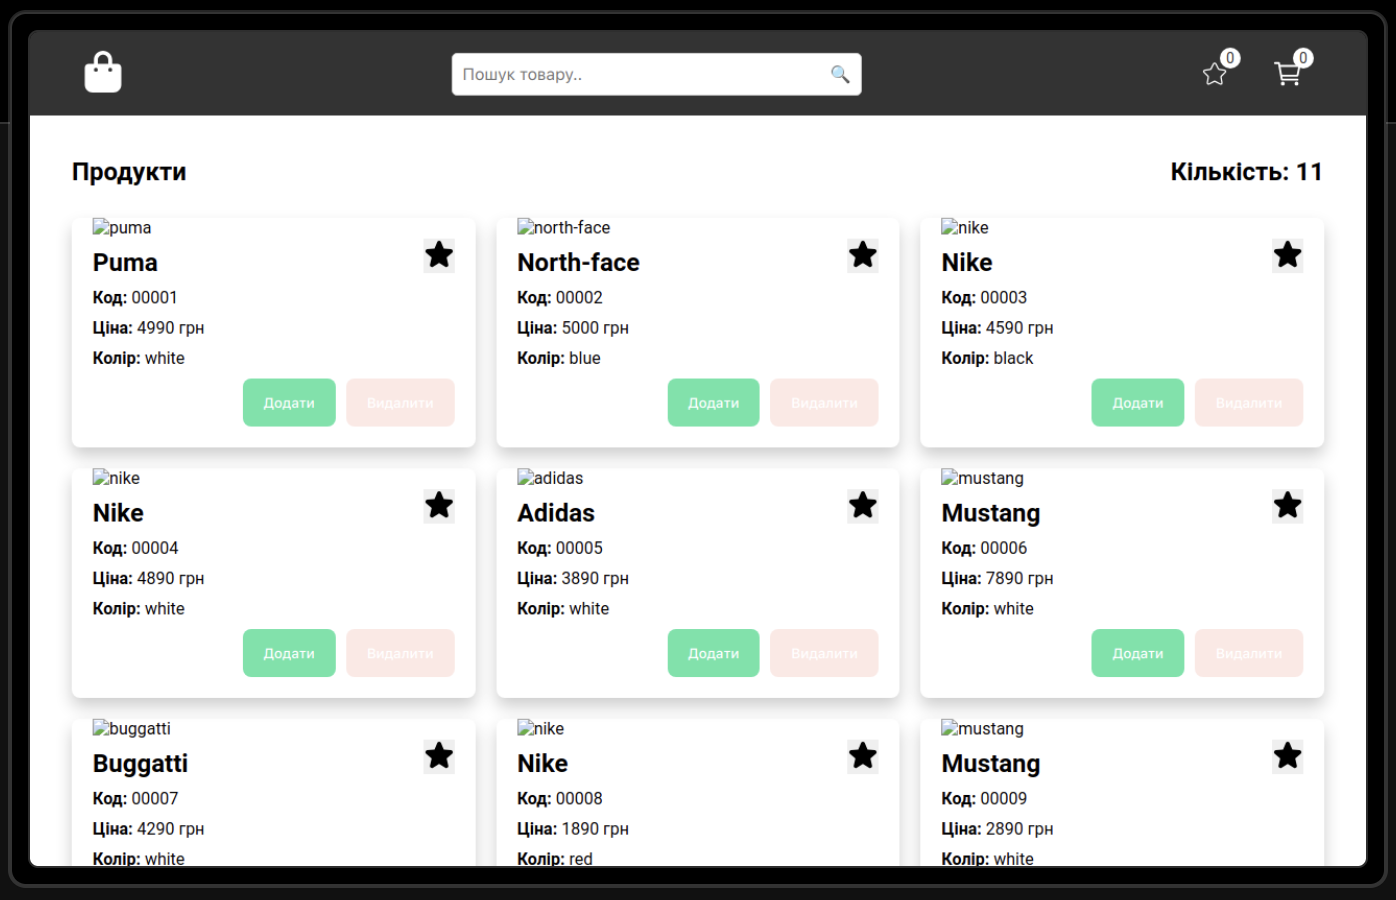 Пошук товару..
0
0
Продукти
Кількість: 11
puma
Puma
Код: 00001
Ціна: 4990 грн
Колір: white
Додати
Видалити
north-face
North-face
Код: 00002
Ціна: 5000 грн
Колір: blue
Додати
Видалити
nike
Nike
Код: 00003
Ціна: 4590 грн
Колір: black
Додати
Видалити
nike
Nike
Код: 00004
Ціна: 4890 грн
Колір: white
Додати
Видалити
adidas
Adidas
Код: 00005
Ціна: 3890 грн
Колір: white
Додати
Видалити
mustang
Mustang
Код: 00006
Ціна: 7890 грн
Колір: white
Додати
Видалити
buggatti
Buggatti
Код: 00007
Ціна: 4290 грн
Колір: white
nike
Nike
Код: 00008
Ціна: 1890 грн
Колір: red
mustang
Mustang
Код: 00009
Ціна: 2890 грн
Колір: white